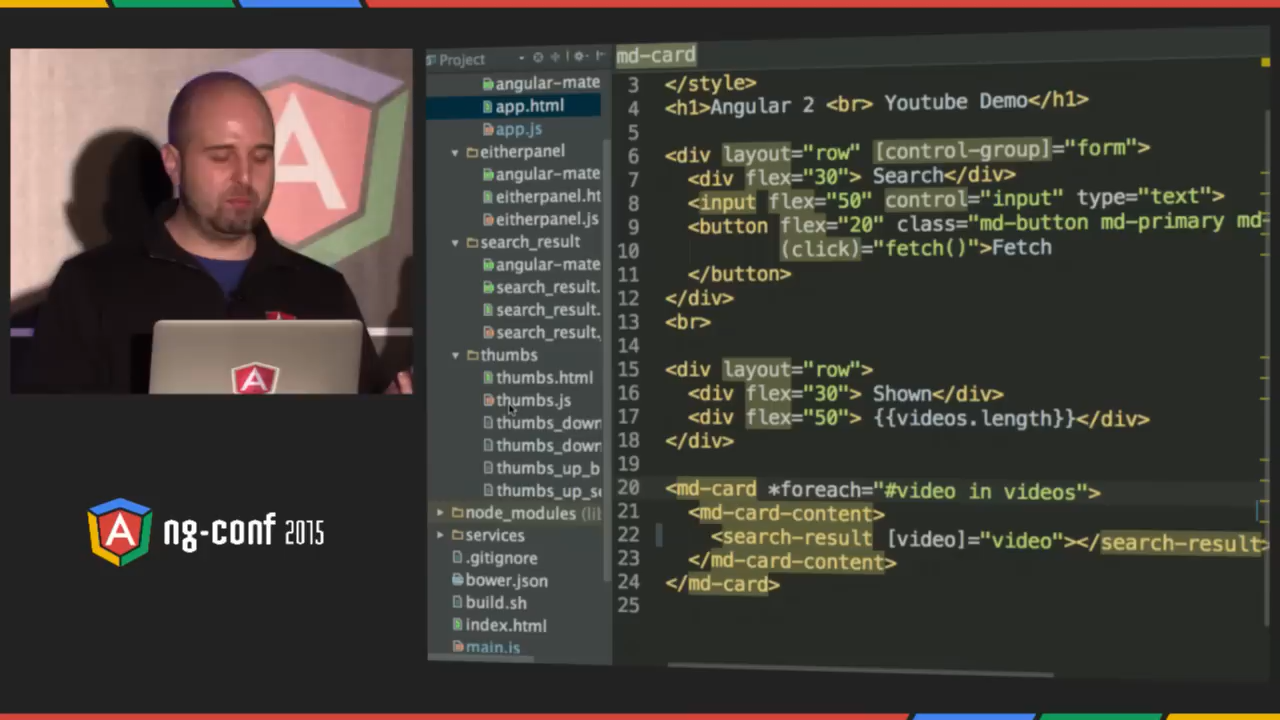 A
A
A
ng-conf 2015
Project
angular-mate
app.html
app.js
eitherpanel
angular-mate
eitherpanel.ht
eitherpanel.js
search_result
angular-mate
search_result.
search_result.
search_result.
thumbs
thumbs.html
thumbs.js
thumbs_down
thumbs_down
thumbs_up_b
thumbs_up_s
node_modules (lib
services
.gitignore
bower.json
build.sh
index.html
main.js
md-card
3 </style>
4 <h1>Angular 2 <br> Youtube Demo</h1>
5
6 <div layout="row" [control-group]="form">
7 <div flex="30"> Search</div>
8 <input flex="50" control="input" type="text">
9 <button flex="20" class="md-button md-primary md-
10 (click)="fetch()">Fetch
11 </button>
12 </div>
13 <br>
14
15 <div layout="row">
16 <div flex="30"> Shown</div>
17 <div flex="50"> {{videos.length}}</div>
18 </div>
19
20 <md-card *foreach="#video in videos">
21 <md-card-content>
22 <search-result [video]="video"></search-result>
23 </md-card-content>
24 </md-card>
25